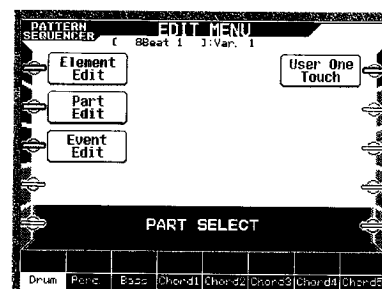 PATTERN SEQUENCER
EDIT MENU
[ 8Beat 1 ]:Var. 1
Element Edit
User One Touch
Part Edit
Event Edit
PART SELECT
Drum Perc. Bass Chord1 Chord2 Chord3 Chord4 Chord5